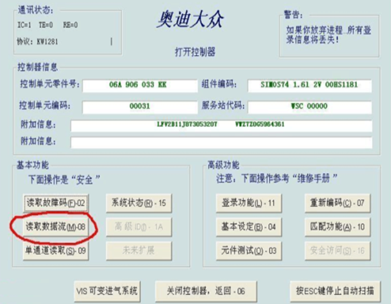 通讯状态:
IC=1 TE=0 RE=0
协议: KW1281
奥迪大众
打开控制器
警告:
如果你放弃进程..所有登录信息将丢失!
控制器信息
控制单元零件号: 06A 906 033 KK
组件编码: SIMOS74 1.6l 2V 00HS1181
控制单元编码: 00031
服务站代码: WSC 00000
附加信息: LFV2B11J873053207 VWZ7Z0G5964361
附加信息:
基本功能
下面操作是“安全”
读取故障码(F)-02
系统状态(R) - 15
读取数据流(M)-08
高级 (O)J) - 1A
读单通道读取(S)-09
未来扩展
高级功能
注意, 下面操作参考“维修手册”
登录功能(L) - 11
重新编码(C) - 07
基本设定(B) - 04
匹配功能(A) - 10
元件测试(O) - 03
安全访问(S) - 16
VIS 可变进气系统
关闭控制器, 返回 - 06
按ESC键停止自动扫描